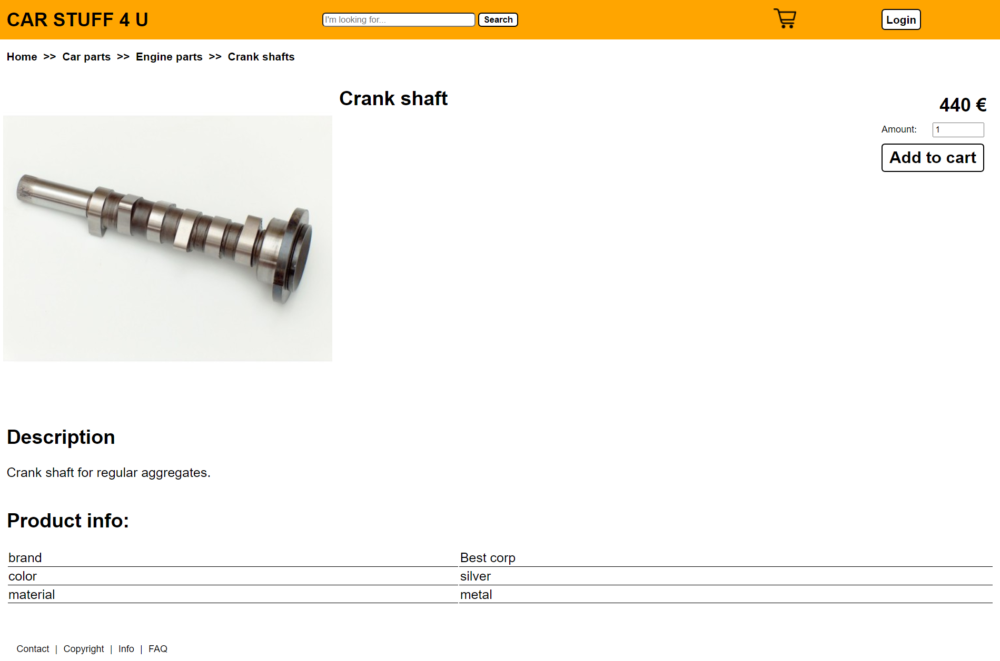 CAR STUFF 4 U
I'm looking for...
Search
Login
Home >> Car parts >> Engine parts >> Crank shafts
Crank shaft
440 €
Amount: 1
Add to cart
Description
Crank shaft for regular aggregates.
Product info:
brand Best corp
color silver
material metal
Contact | Copyright | Info | FAQ